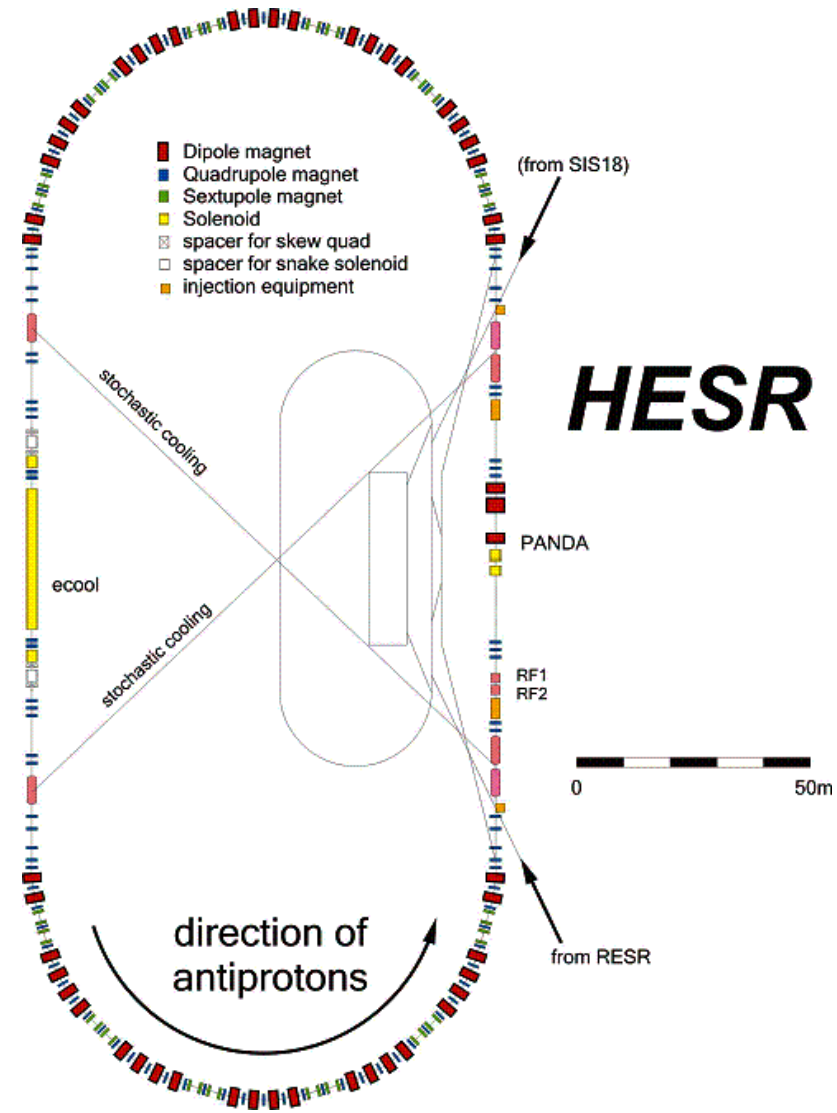 Dipole magnet
Quadrupole magnet
Sextupole magnet
Solenoid
spacer for skew quad
spacer for snake solenoid
injection equipment
(from SIS18)
HESR
stochastic cooling
PANDA
ecool
stochastic cooling
RF1
RF2
0
50m
direction of
antiprotons
from RESR